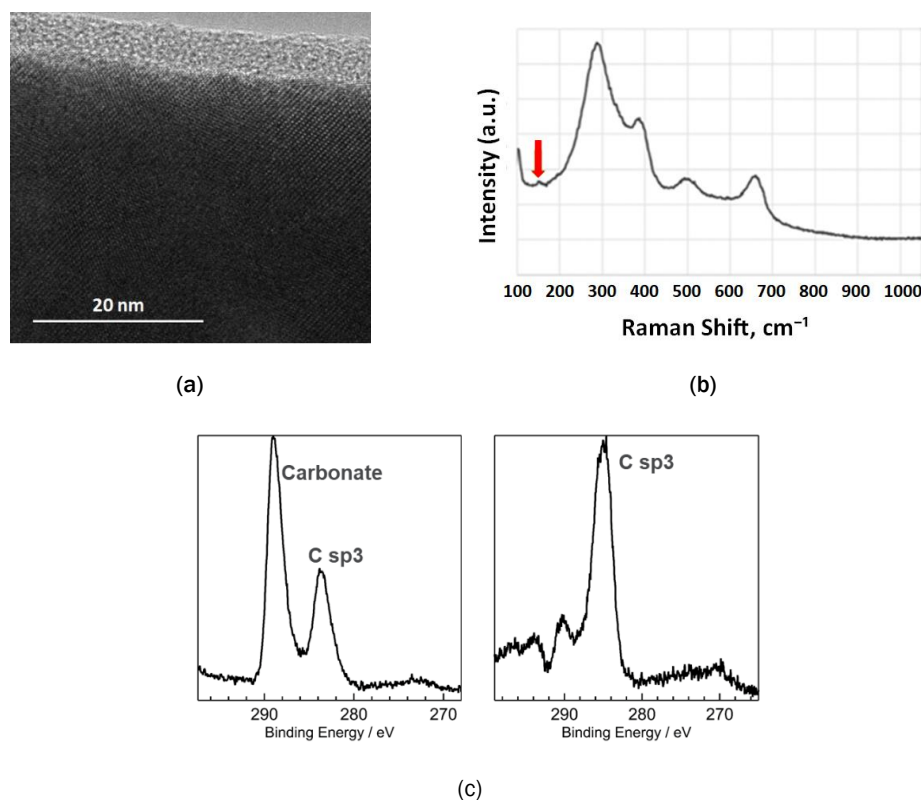 20 nm
(a)
Intensity (a.u.)
100 200 300 400 500 600 700 800 900 1000
Raman Shift, cm⁻¹
(b)
Carbonate
C sp3
290 280 270
Binding Energy / eV
C sp3
290 280 270
Binding Energy / eV
(c)